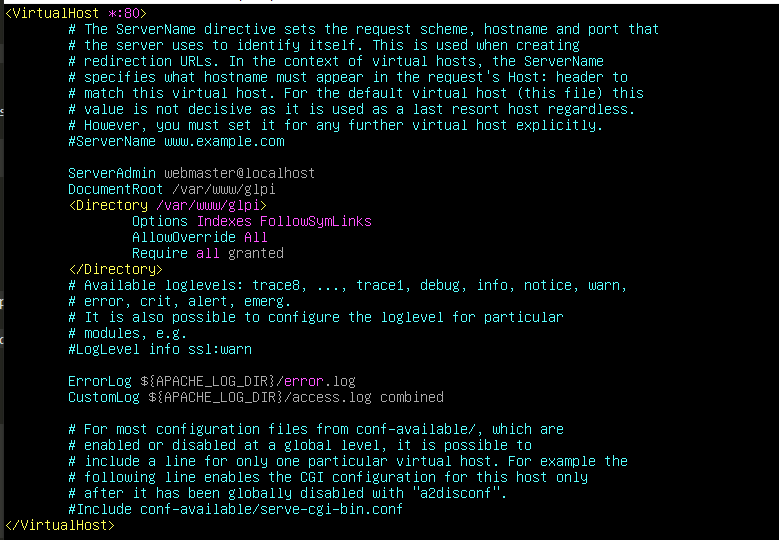 <VirtualHost *:80>
# The ServerName directive sets the request scheme, hostname and port that
# the server uses to identify itself. This is used when creating
# redirection URLs. In the context of virtual hosts, the ServerName
# specifies what hostname must appear in the request's Host: header to
# match this virtual host. For the default virtual host (this file) this
# value is not decisive as it is used as a last resort host regardless.
# However, you must set it for any further virtual host explicitly.
#ServerName www.example.com
ServerAdmin webmaster@localhost
DocumentRoot /var/www/glpi
<Directory /var/www/glpi>
Options Indexes FollowSymLinks
AllowOverride All
Require all granted
</Directory>
# Available loglevels: trace8, ..., trace1, debug, info, notice, warn,
# error, crit, alert, emerg.
# It is also possible to configure the loglevel for particular
# modules, e.g.
#LogLevel info ssl:warn
ErrorLog ${APACHE_LOG_DIR}/error.log
CustomLog ${APACHE_LOG_DIR}/access.log combined
# For most configuration files from conf-available/, which are
# enabled or disabled at a global level, it is possible to
# include a line for only one particular virtual host. For example the
# following line enables the CGI configuration for this host only
# after it has been globally disabled with "a2disconf".
#Include conf-available/serve-cgi-bin.conf
</VirtualHost>